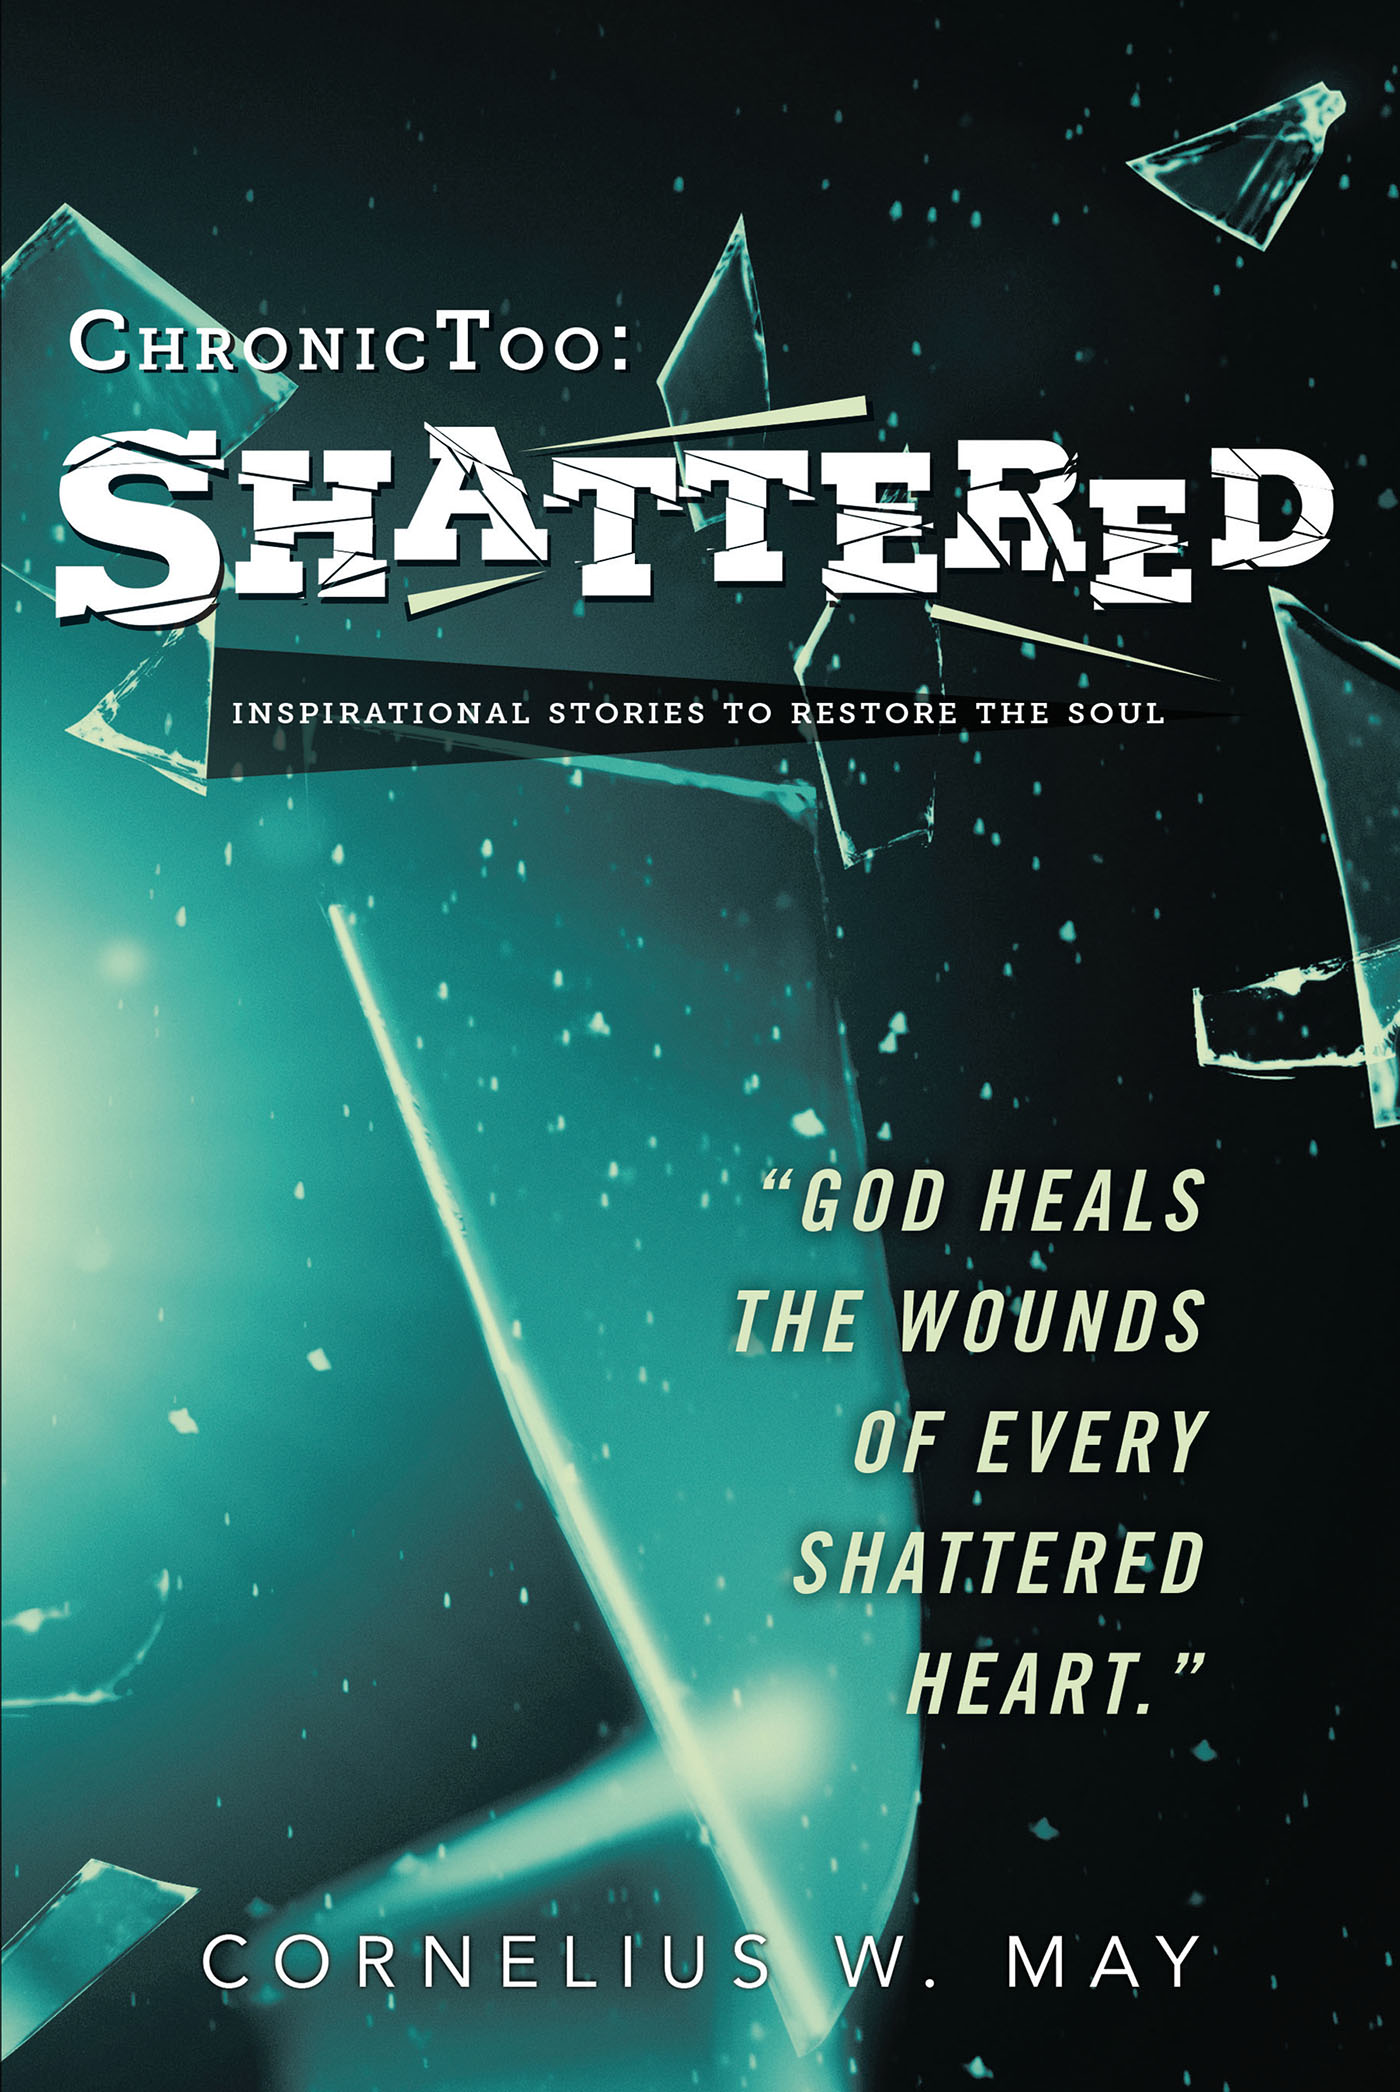 ChronicToo:
Shattered
INSPIRATIONAL STORIES TO RESTORE THE SOUL
“GOD HEALS
THE WOUNDS
OF EVERY
SHATTERED
HEART.”
CORNELIUS W. MAY